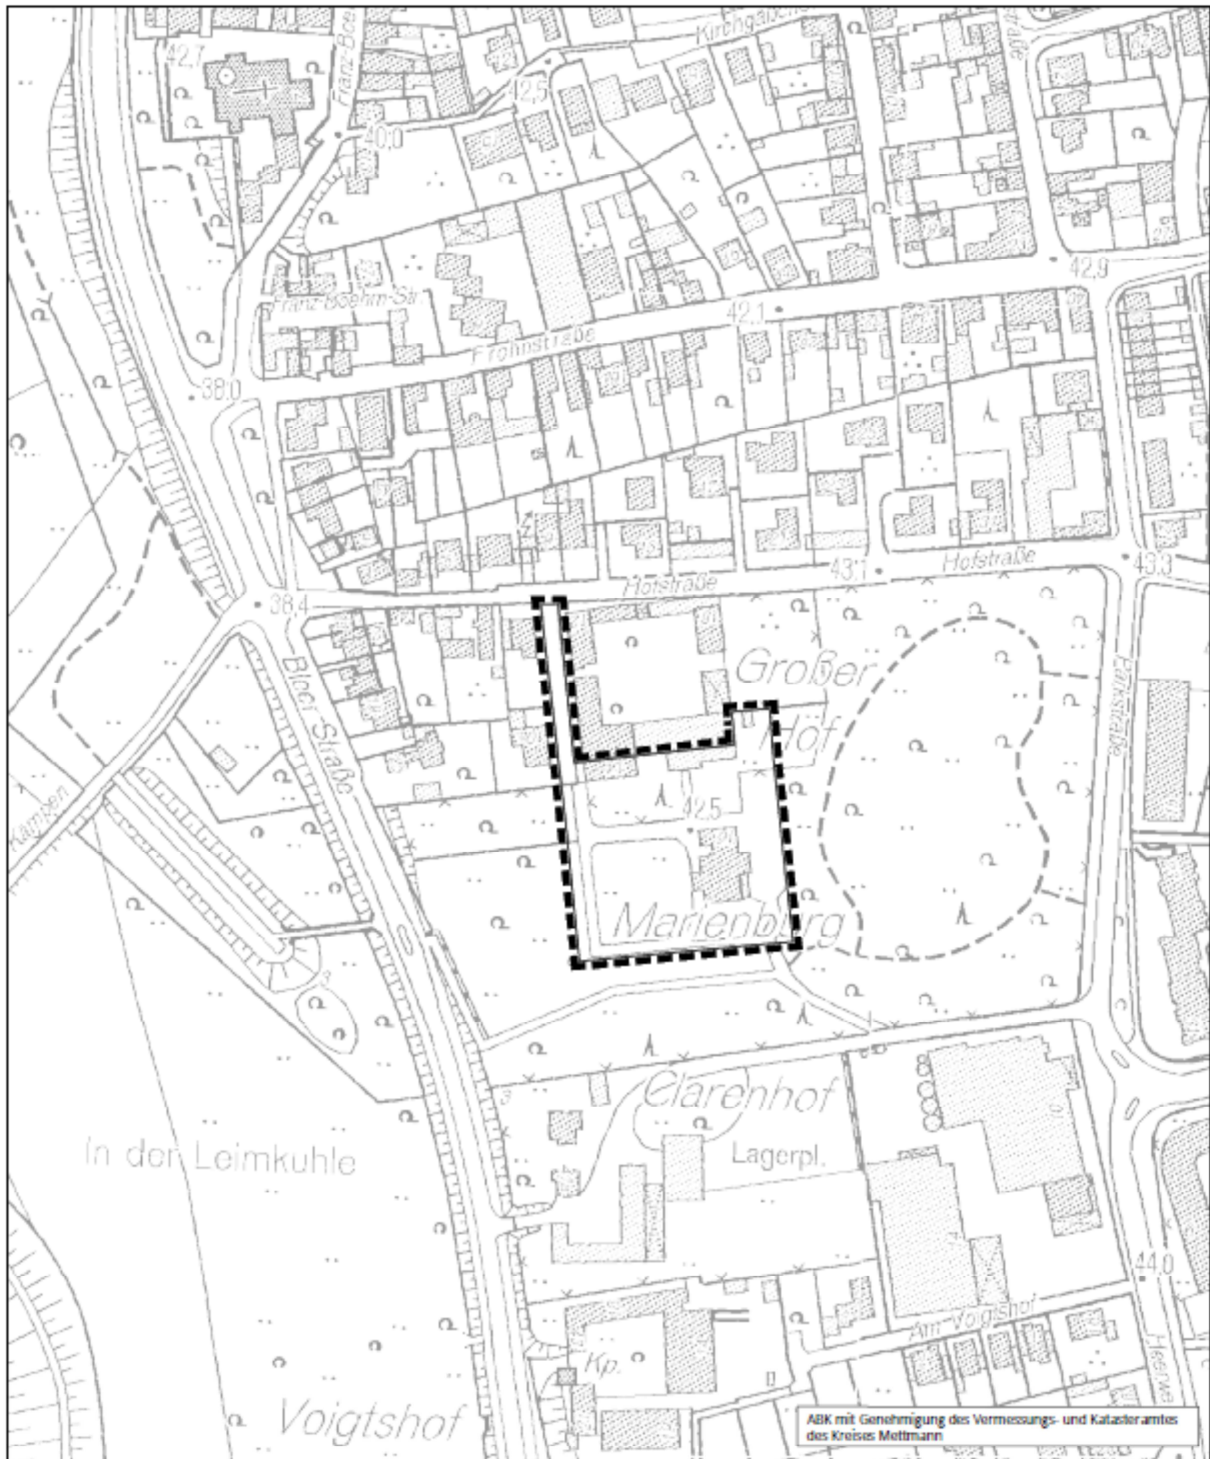 42,7
42,5
40,0
42,9
Franz-Boehm-Str.
42,1
Frohnstraße
38,0
Hofstraße
43,1
Hofstraße
43,3
38,4
Bleer Straße
Großer
Hof
Parkstraße
42,5
Kämpen
Marienburg
Clarenhof
In der Leimkuhle
Lagerpl.
44,0
Am Voigtshof
Kp.
Voigtshof
ABK mit Genehmigung des Vermessungs- und Katasteramtes
des Kreises Mettmann